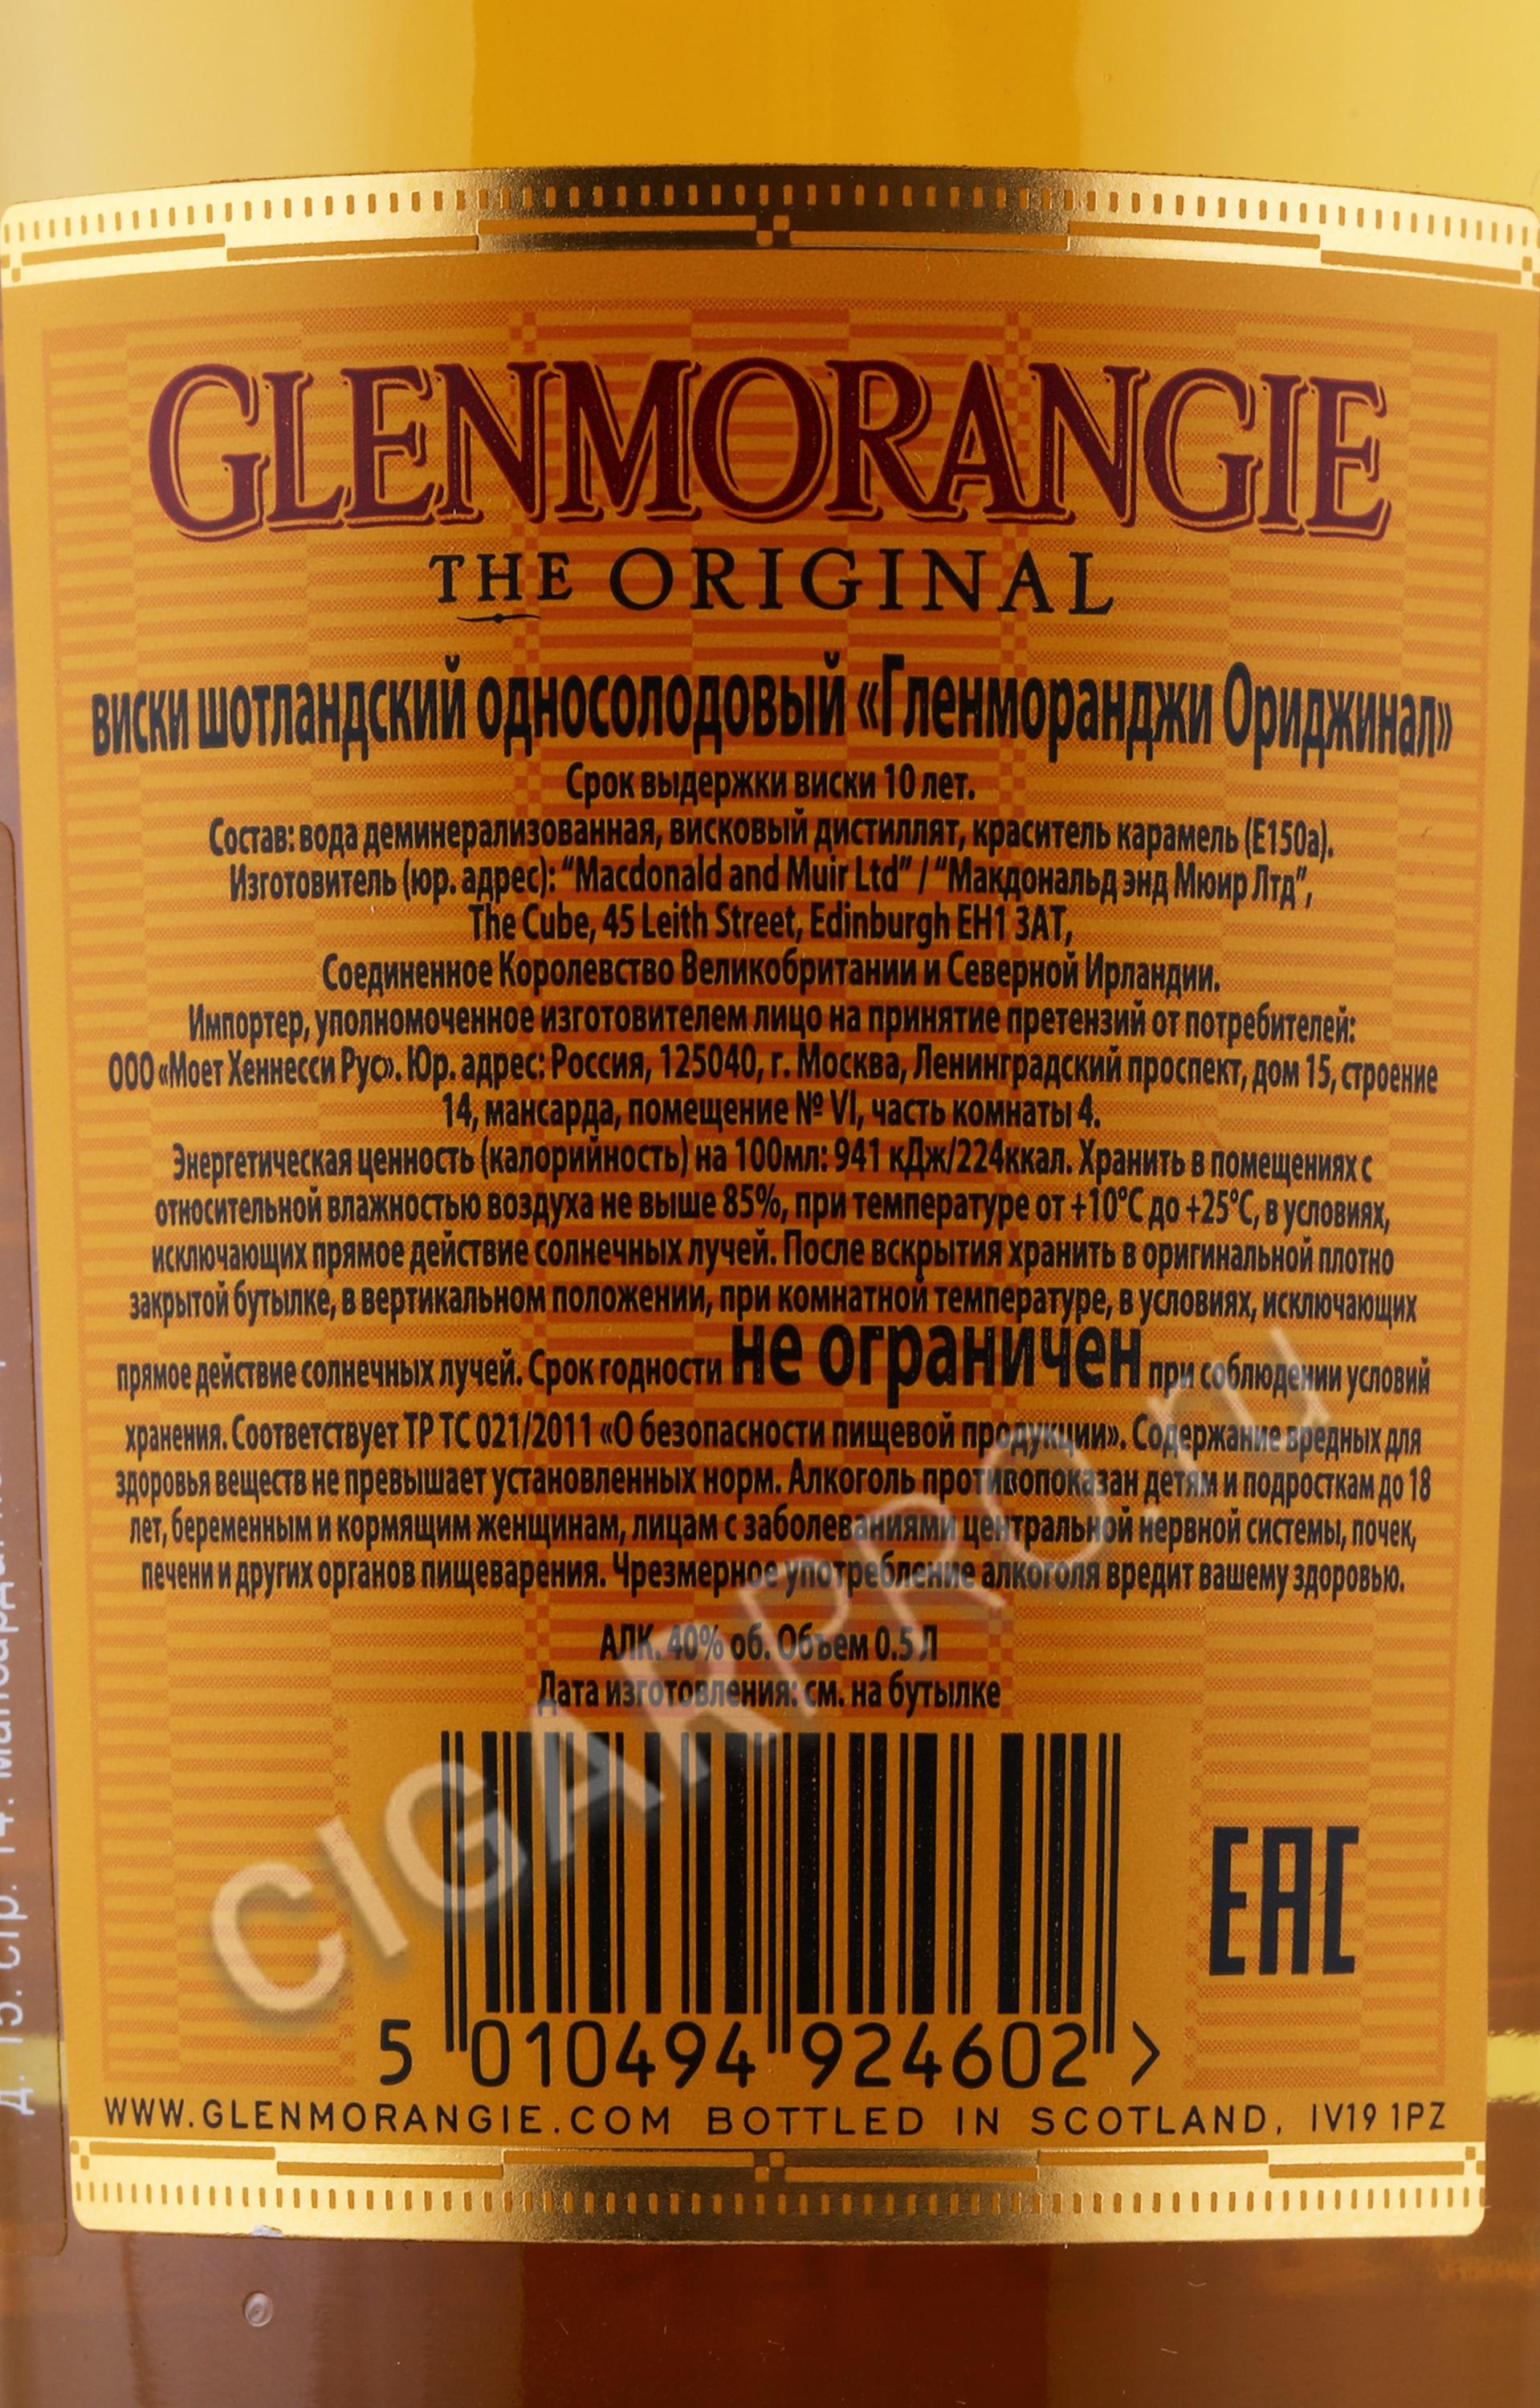 GLENMORANGIE
THE ORIGINAL
виски шотландский односолодовый «Гленморанджи Ориджинал»
Срок выдержки виски 10 лет.
Состав: вода деминерализованная, висковый дистиллят, краситель карамель (Е150а).
Изготовитель (юр. адрес): “Macdonald and Muir Ltd” / “Макдональд энд Мюир Лтд”,
The Cube, 45 Leith Street, Edinburgh EH1 3AT,
Соединенное Королевство Великобритании и Северной Ирландии.
Импортер, уполномоченное изготовителем лицо на принятие претензий от потребителей:
ООО «Моет Хеннесси Рус». Юр. адрес: Россия, 125040, г. Москва, Ленинградский проспект, дом 15, строение
14, мансарда, помещение № VI, часть комнаты 4.
Энергетическая ценность (калорийность) на 100мл: 941 кДж/224ккал. Хранить в помещениях с
относительной влажностью воздуха не выше 85%, при температуре от +10°С до +25°С, в условиях,
исключающих прямое действие солнечных лучей. После вскрытия хранить в оригинальной плотно
закрытой бутылке, в вертикальном положении, при комнатной температуре, в условиях, исключающих
прямое действие солнечных лучей. Срок годности не ограничен при соблюдении условий
хранения. Соответствует ТР ТС 021/2011 «О безопасности пищевой продукции». Содержание вредных для
здоровья веществ не превышает установленных норм. Алкоголь противопоказан детям и подросткам до 18
лет, беременным и кормящим женщинам, лицам с заболеваниями центральной нервной системы, почек,
печени и других органов пищеварения. Чрезмерное употребление алкоголя вредит вашему здоровью.
АЛК. 40% об. Объем 0.5 Л
Дата изготовления: см. на бутылке
CIGARPRO.ru
EAC
5 010494 924602 >
WWW.GLENMORANGIE.COM BOTTLED IN SCOTLAND, IV19 1PZ